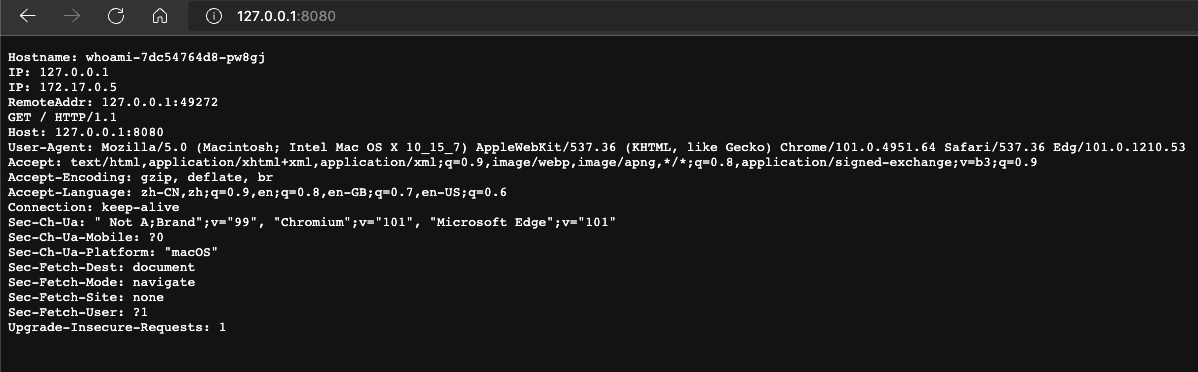 127.0.0.1:8080
Hostname: whoami-7dc54764d8-pw8gj
IP: 127.0.0.1
IP: 172.17.0.5
RemoteAddr: 127.0.0.1:49272
GET / HTTP/1.1
Host: 127.0.0.1:8080
User-Agent: Mozilla/5.0 (Macintosh; Intel Mac OS X 10_15_7) AppleWebKit/537.36 (KHTML, like Gecko) Chrome/101.0.4951.64 Safari/537.36 Edg/101.0.1210.53
Accept: text/html,application/xhtml+xml,application/xml;q=0.9,image/webp,image/apng,*/*;q=0.8,application/signed-exchange;v=b3;q=0.9
Accept-Encoding: gzip, deflate, br
Accept-Language: zh-CN,zh;q=0.9,en;q=0.8,en-GB;q=0.7,en-US;q=0.6
Connection: keep-alive
Sec-Ch-Ua: " Not A;Brand";v="99", "Chromium";v="101", "Microsoft Edge";v="101"
Sec-Ch-Ua-Mobile: ?0
Sec-Ch-Ua-Platform: "macOS"
Sec-Fetch-Dest: document
Sec-Fetch-Mode: navigate
Sec-Fetch-Site: none
Sec-Fetch-User: ?1
Upgrade-Insecure-Requests: 1